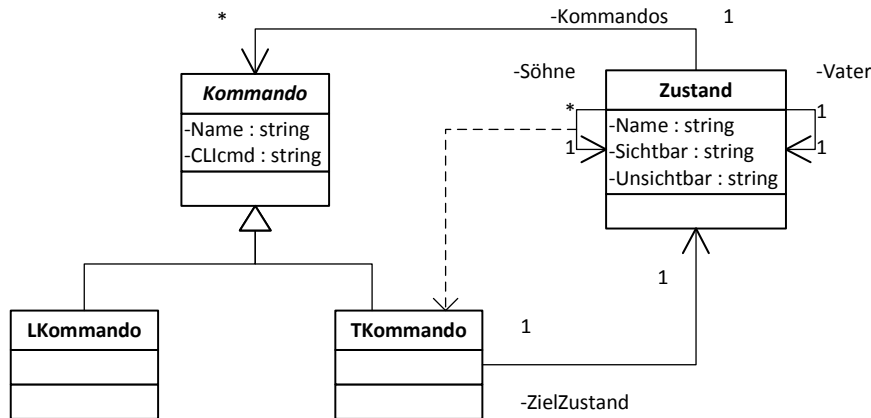 * -Kommandos 1
-Söhne
-Vater
Kommando
-Name : string
-CLIcmd : string
Zustand
* 1
-Name : string
-Sichtbar : string
1 1
-Unsichtbar : string
1
LKommando
TKommando
1
-ZielZustand